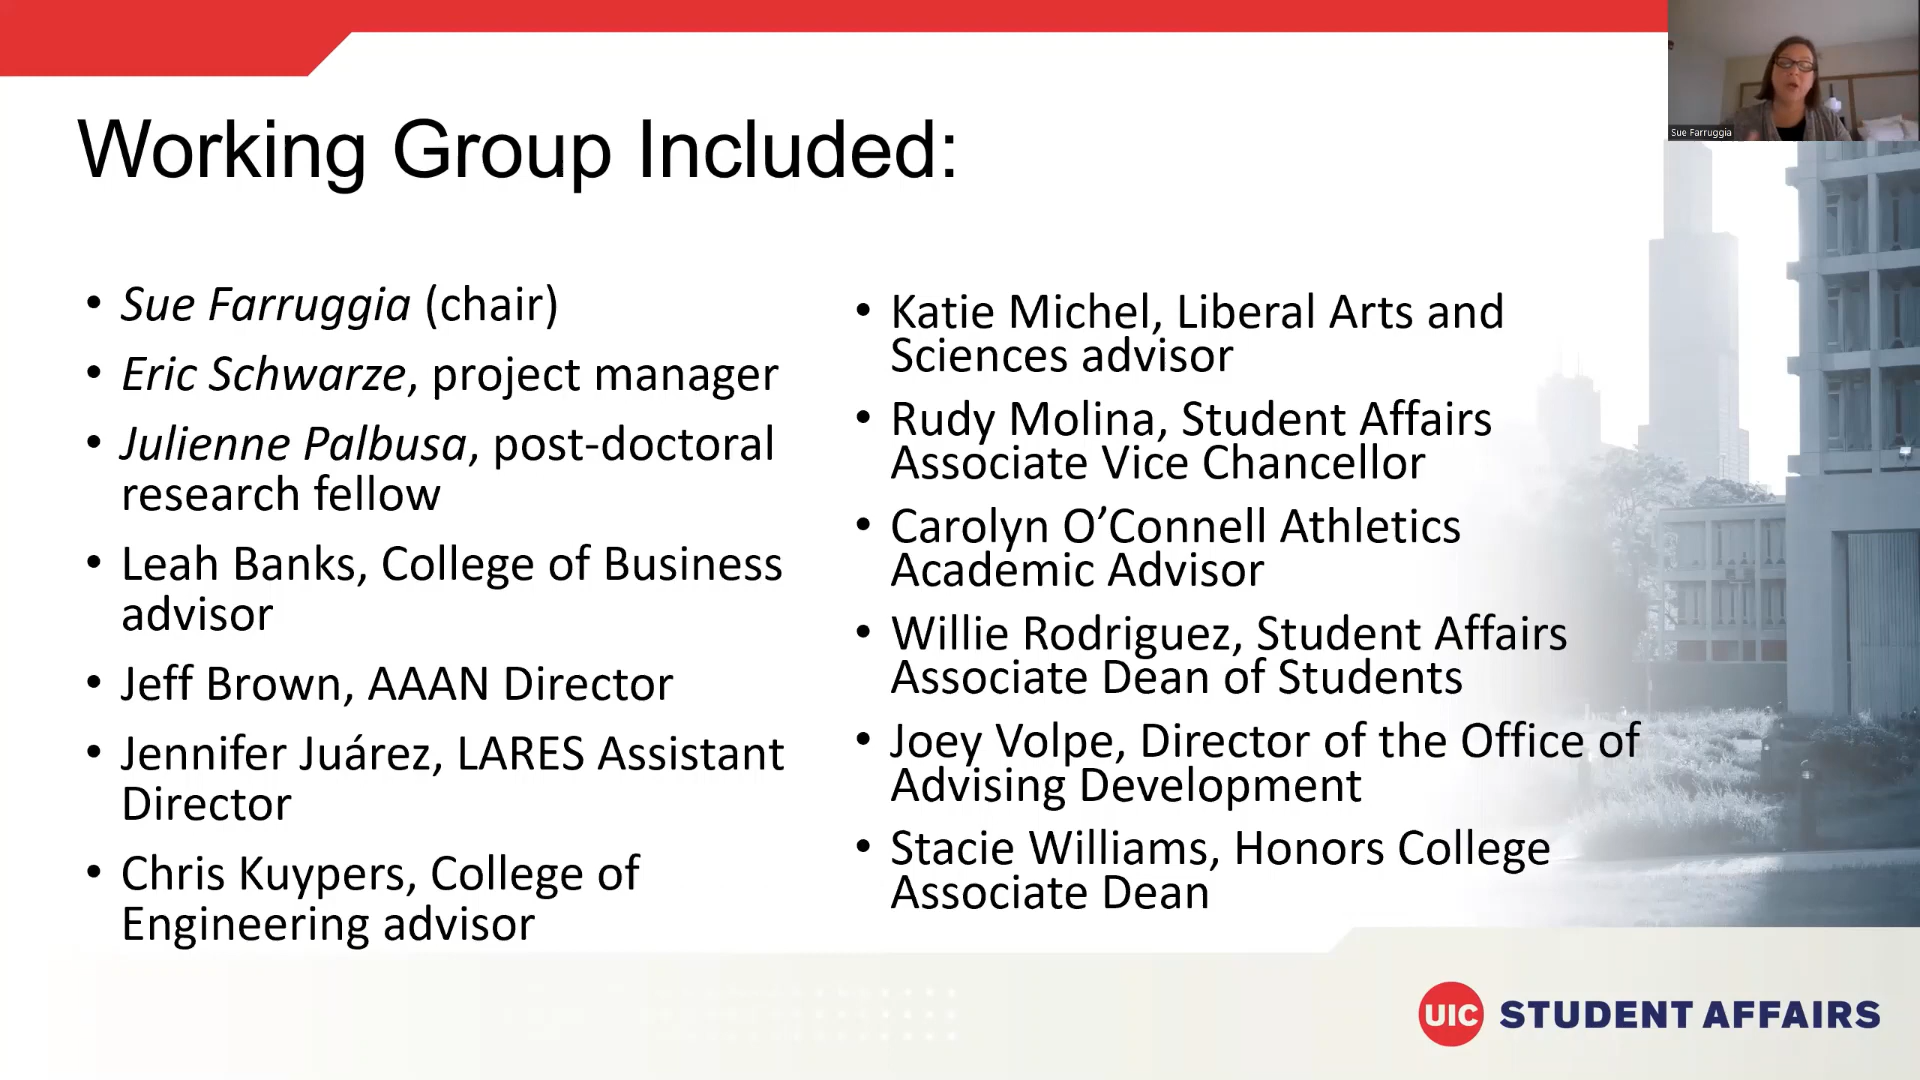 Working Group Included:
• Sue Farruggia (chair)
• Eric Schwarze, project manager
• Julienne Palbusa, post-doctoral
research fellow
• Leah Banks, College of Business
advisor
• Jeff Brown, AAAN Director
• Jennifer Juárez, LARES Assistant
Director
• Chris Kuypers, College of
Engineering advisor
• Katie Michel, Liberal Arts and
Sciences advisor
• Rudy Molina, Student Affairs
Associate Vice Chancellor
• Carolyn O’Connell Athletics
Academic Advisor
• Willie Rodriguez, Student Affairs
Associate Dean of Students
• Joey Volpe, Director of the Office of
Advising Development
• Stacie Williams, Honors College
Associate Dean
Sue Farruggia
UIC STUDENT AFFAIRS